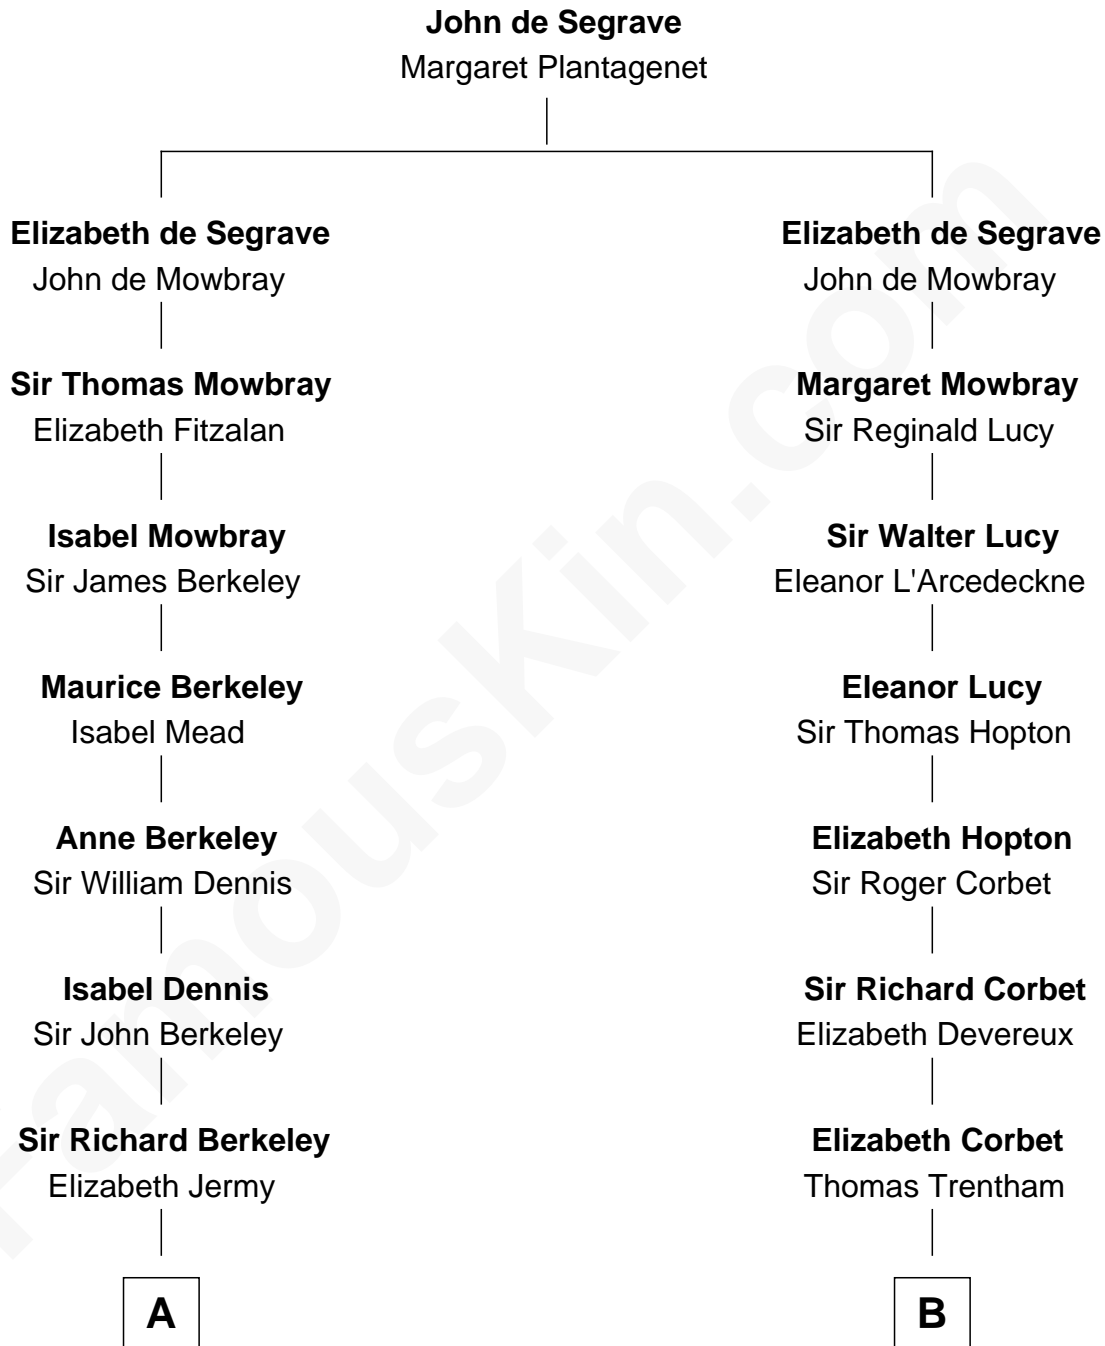 John de Segrave
Margaret Plantagenet
Elizabeth de Segrave
John de Mowbray
Elizabeth de Segrave
John de Mowbray
Sir Thomas Mowbray
Elizabeth Fitzalan
Margaret Mowbray
Sir Reginald Lucy
Isabel Mowbray
Sir James Berkeley
Sir Walter Lucy
Eleanor L'Arcedeckne
Maurice Berkeley
Isabel Mead
Eleanor Lucy
Sir Thomas Hopton
Anne Berkeley
Sir William Dennis
Elizabeth Hopton
Sir Roger Corbet
Isabel Dennis
Sir John Berkeley
Sir Richard Corbet
Elizabeth Devereux
Sir Richard Berkeley
Elizabeth Jermy
Elizabeth Corbet
Thomas Trentham
A
B
FamousKin.com